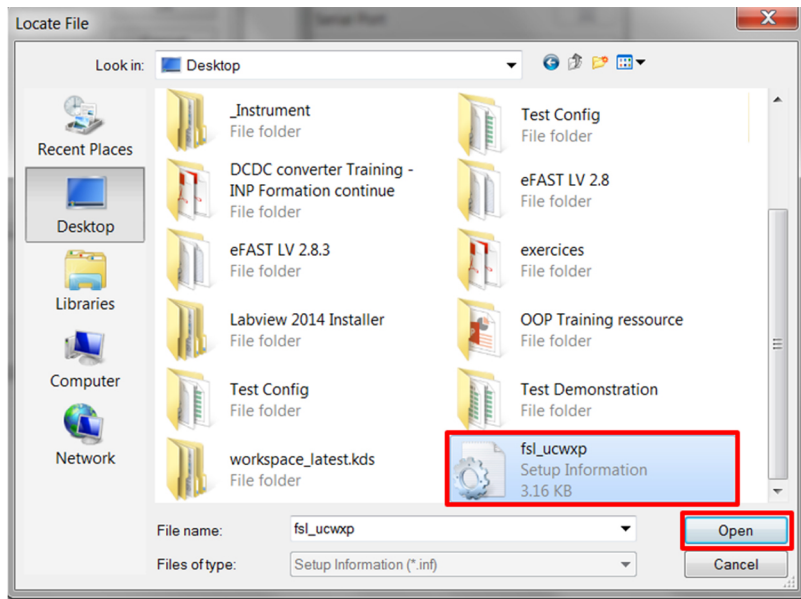 Serial Port
Locate File
Look in:
Desktop
Recent Places
Desktop
Libraries
Computer
Network
_Instrument
File folder
Test Config
File folder
DCDC converter Training -
INP Formation continue
File folder
eFAST LV 2.8
File folder
eFAST LV 2.8.3
File folder
exercices
File folder
Labview 2014 Installer
File folder
OOP Training ressource
File folder
Test Config
File folder
Test Demonstration
File folder
workspace_latest.kds
File folder
fsl_ucwxp
Setup Information
3.16 KB
File name:
fsl_ucwxp
Open
Files of type:
Setup Information (*.inf)
Cancel